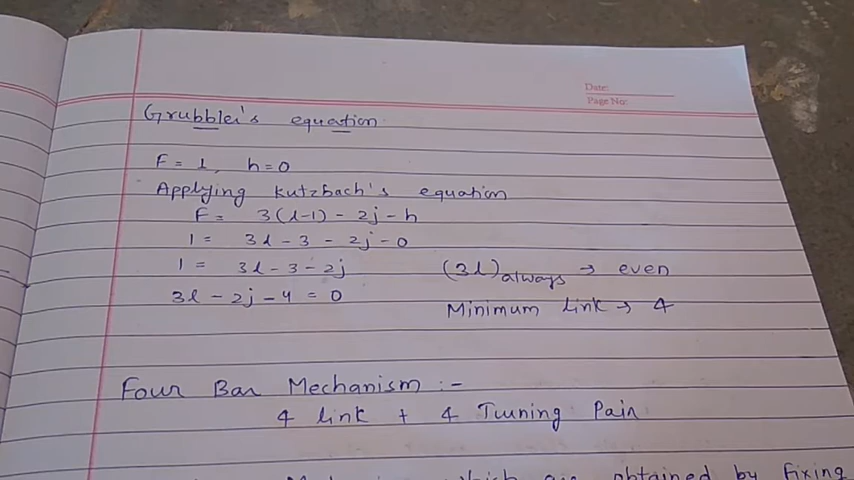 Date:
Page No:
Grubbler's equation
F = 1, h=0
Applying Kutzbach's equation
F = 3(l-1) - 2j - h
1 = 3l - 3 - 2j - 0
1 = 3l - 3 - 2j
(3l)always → even
3l - 2j - 4 = 0
Minimum link → 4
Four Bar Mechanism :-
4 link + 4 Turning Pair
which are obtained by fixing